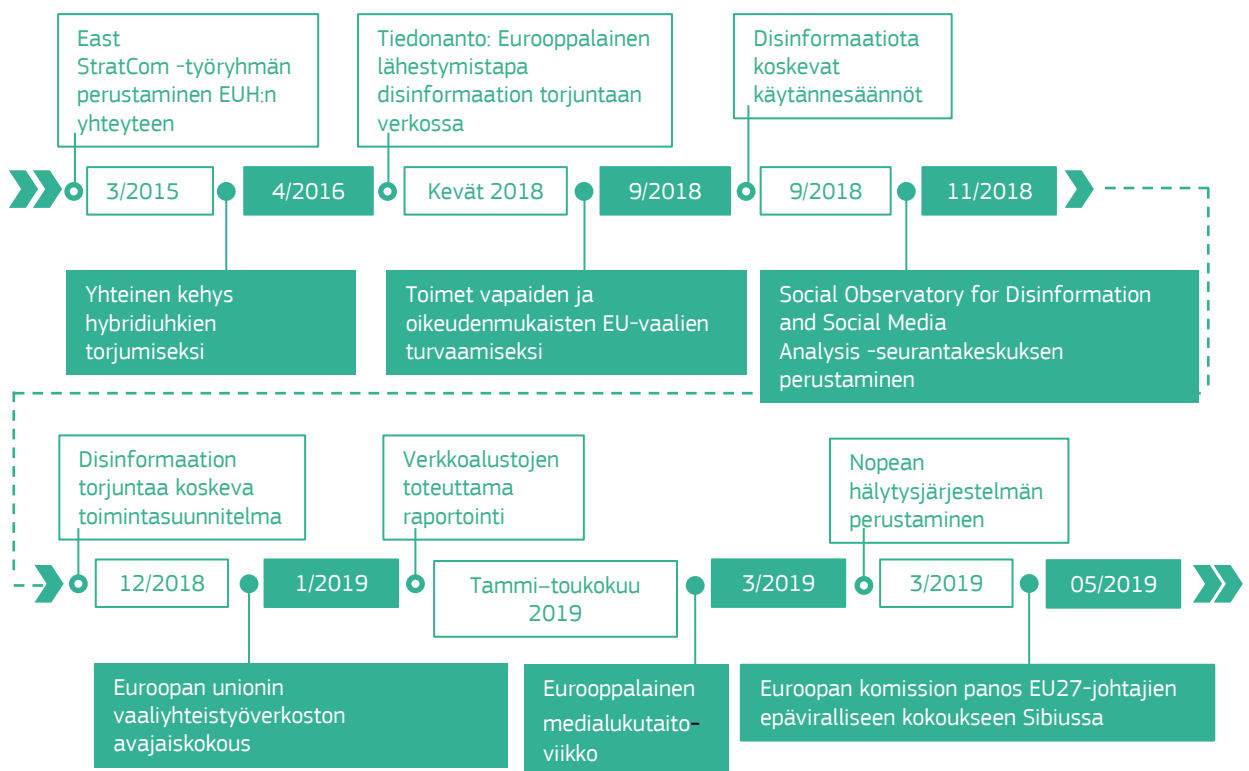 East
StratCom -työryhmän
perustaminen EUH:n
yhteyteen
Tiedonanto: Eurooppalainen
lähestymistapa
disinformaation torjuntaan
verkossa
Disinformaatiota
koskevat
käytännesäännöt
3/2015
4/2016
Kevät 2018
9/2018
9/2018
11/2018
Yhteinen kehys
hybridiuhkien
torjumiseksi
Toimet vapaiden ja
oikeudenmukaisten EU-vaalien
turvaamiseksi
Social Observatory for Disinformation
and Social Media
Analysis -seurantakeskuksen
perustaminen
Disinformaation
torjuntaa koskeva
toimintasuunnitelma
Verkkoalustojen
toteuttama
raportointi
Nopean
hälytysjärjestelmän
perustaminen
12/2018
1/2019
Tammi–toukokuu
2019
3/2019
3/2019
05/2019
Euroopan unionin
vaaliyhteistyöverkoston
avajaiskokous
Eurooppalainen
medialukutaito-
viikko
Euroopan komission panos EU27-johtajien
epäviralliseen kokoukseen Sibiussa